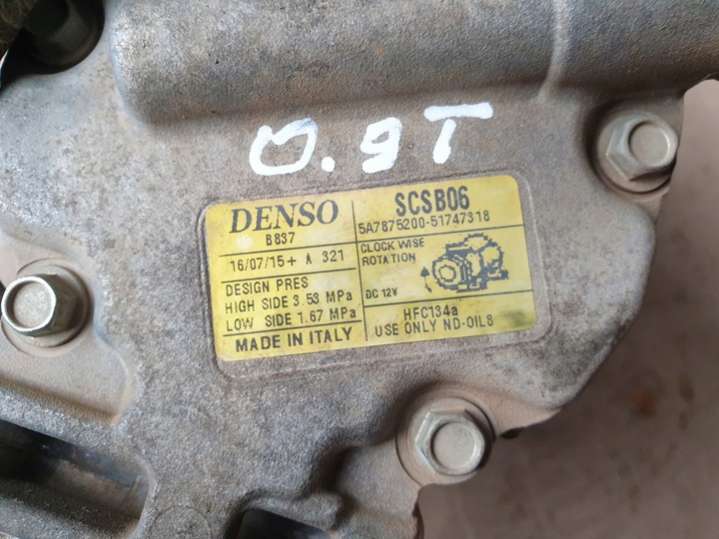 0.9T
DENSO
B837
16/07/15+ A 321
DESIGN PRES
HIGH SIDE 3.53 MPa
LOW SIDE 1.67 MPa
MADE IN ITALY
SCSB06
5A7875200-51747318
CLOCK WISE
ROTATION
DC 12V
HFC134a
USE ONLY ND-OIL8